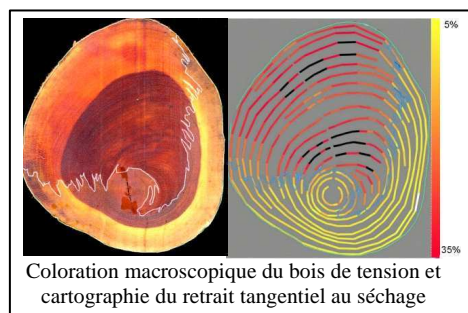 5%
35%
Coloration macroscopique du bois de tension et
cartographie du retrait tangentiel au séchage